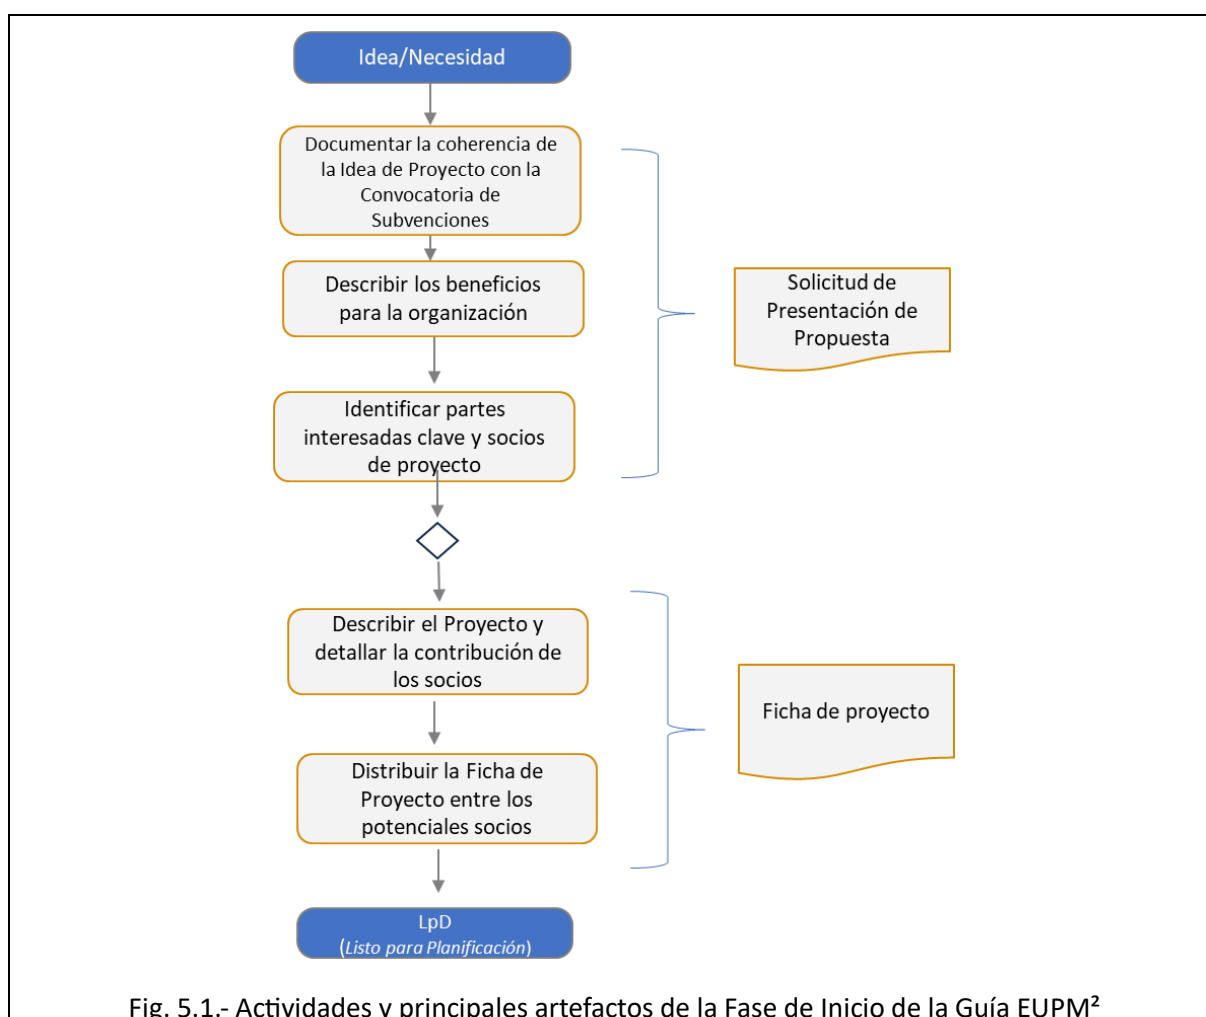 Idea/Necesidad
Documentar la coherencia de
la Idea de Proyecto con la
Convocatoria de
Subvenciones
Describir los beneficios
para la organización
Solicitud de
Presentación de
Propuesta
Identificar partes
interesadas clave y socios
de proyecto
Describir el Proyecto y
detallar la contribución de
los socios
Ficha de proyecto
Distribuir la Ficha de
Proyecto entre los
potenciales socios
LpD
(Listo para Planificación)
Fig. 5.1.- Actividades y principales artefactos de la Fase de Inicio de la Guía EUPM²